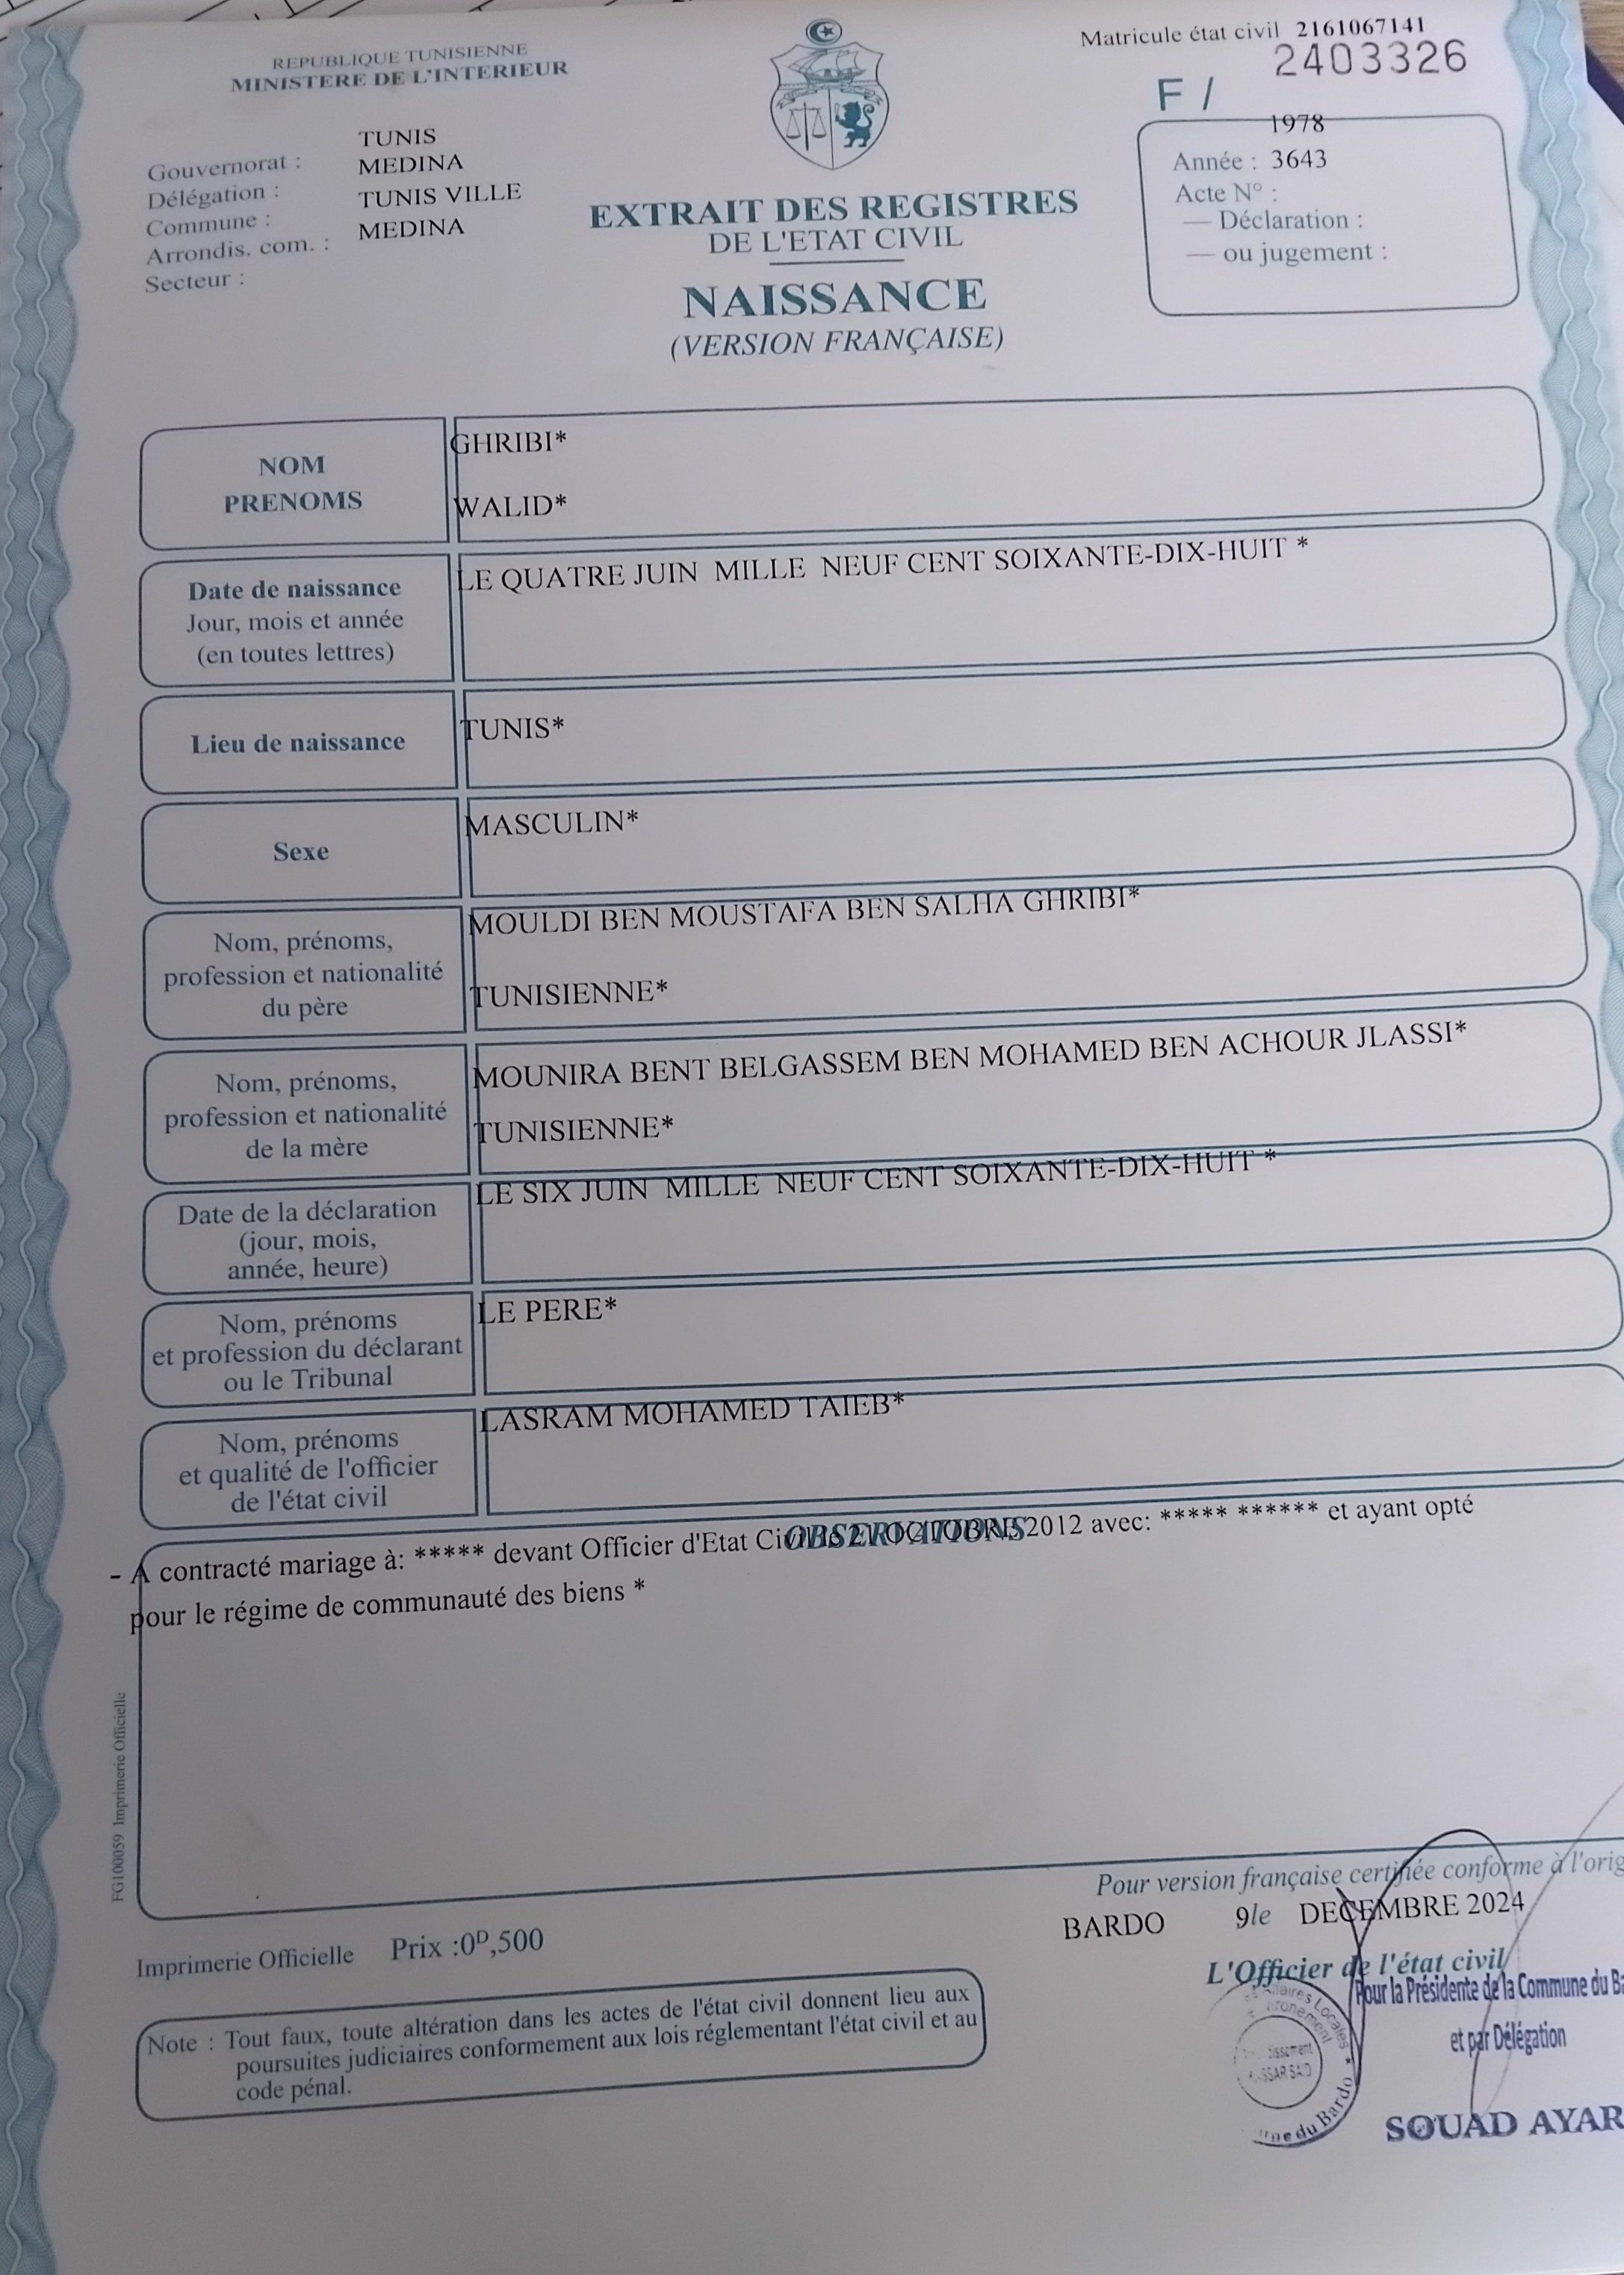 REPUBLIQUE TUNISIENNE
MINISTERE DE L'INTERIEUR
Matricule état civil 2161067141
2403326
F /
TUNIS
Gouvernorat :
MEDINA
Délégation :
TUNIS VILLE
Commune :
MEDINA
Arrondis. com. :
Secteur :
EXTRAIT DES REGISTRES
DE L'ETAT CIVIL
NAISSANCE
(VERSION FRANÇAISE)
1978
Année : 3643
Acte N° :
— Déclaration :
— ou jugement :
NOM
PRENOMS
GHRIBI*
WALID*
Date de naissance
Jour, mois et année
(en toutes lettres)
LE QUATRE JUIN MILLE NEUF CENT SOIXANTE-DIX-HUIT *
Lieu de naissance
TUNIS*
Sexe
MASCULIN*
Nom, prénoms,
profession et nationalité
du père
MOULDI BEN MOUSTAFA BEN SALHA GHRIBI*
TUNISIENNE*
Nom, prénoms,
profession et nationalité
de la mère
MOUNIRA BENT BELGASSEM BEN MOHAMED BEN ACHOUR JLASSI*
TUNISIENNE*
Date de la déclaration
(jour, mois,
année, heure)
LE SIX JUIN MILLE NEUF CENT SOIXANTE-DIX-HUIT *
Nom, prénoms
et profession du déclarant
ou le Tribunal
LE PERE*
Nom, prénoms
et qualité de l'officier
de l'état civil
LASRAM MOHAMED TAIEB*
OBSERVATIONS
- A contracté mariage à: ***** devant Officier d'Etat Civil le 21 OCTOBRE 2012 avec: ***** ****** et ayant opté
pour le régime de communauté des biens *
FG100059 Imprimerie Officielle
Pour version française certifiée conforme à l'orig
BARDO 9le DECEMBRE 2024
Imprimerie Officielle Prix :0ᴰ,500
L'Officier de l'état civil
Pour la Présidente de la Commune du Ba
et par Délégation
SOUAD AYAR
Note : Tout faux, toute altération dans les actes de l'état civil donnent lieu aux
poursuites judiciaires conformement aux lois réglementant l'état civil et au
code pénal.
Locales
du Bardo